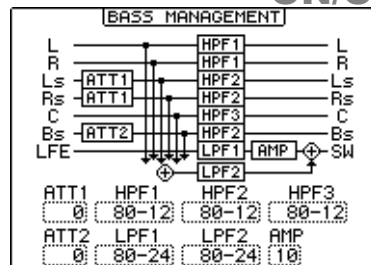 BASS MANAGEMENT
L HPF1 L
R HPF1 R
Ls ATT1 HPF2 Ls
Rs ATT1 HPF2 Rs
C HPF3 C
Bs ATT2 HPF2 Bs
LFE LPF1 AMP SW
LPF2
ATT1 HPF1 HPF2 HPF3
0 80-12 80-12 80-12
ATT2 LPF1 LPF2 AMP
0 80-24 80-24 10